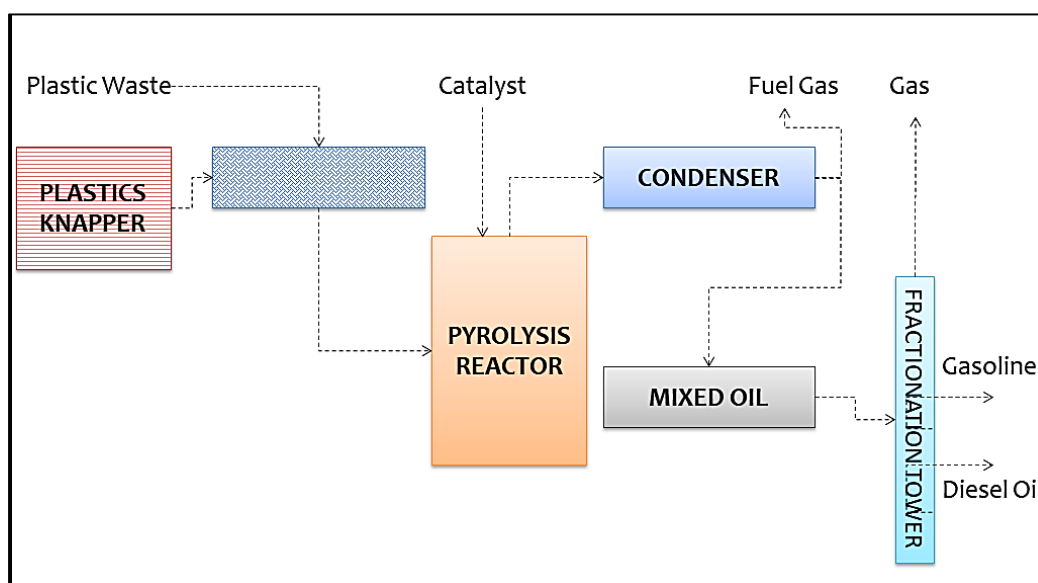 Plastic Waste
Catalyst
Fuel Gas
Gas
PLASTICS
KNAPPER
CONDENSER
PYROLYSIS
REACTOR
MIXED OIL
FRACTIONATION TOWER
Gasoline
Diesel Oi